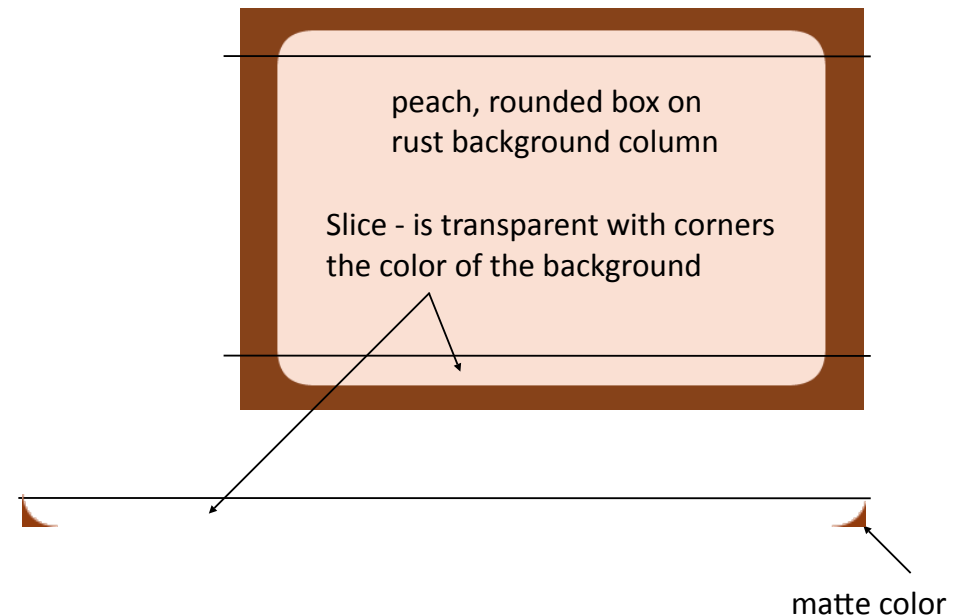 peach, rounded box on
rust background column
Slice - is transparent with corners
the color of the background
matte color